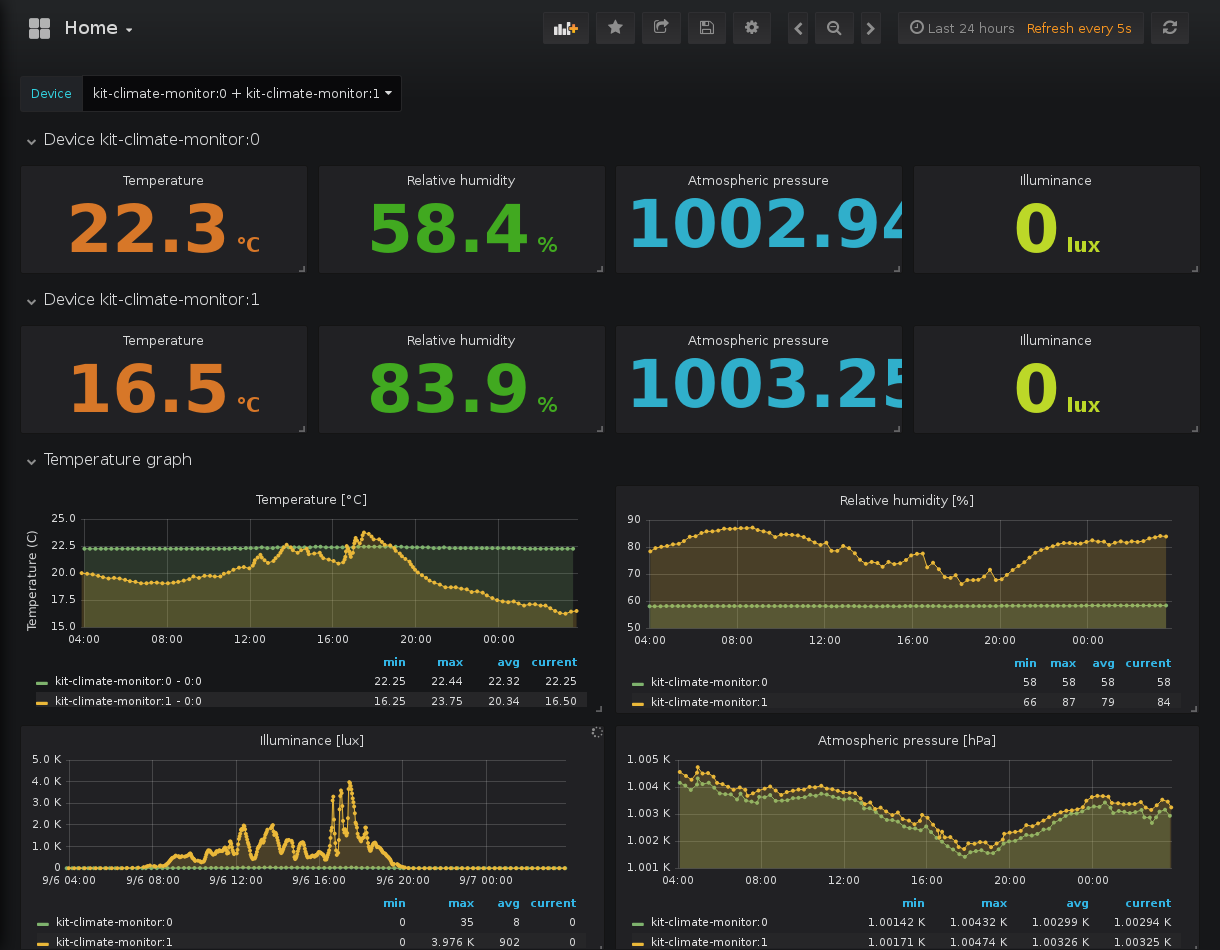 Home
Last 24 hours Refresh every 5s
Device kit-climate-monitor:0 + kit-climate-monitor:1
Device kit-climate-monitor:0
Temperature Relative humidity Atmospheric pressure Illuminance
22.3 °C 58.4 % 1002.94 0 lux
Device kit-climate-monitor:1
Temperature Relative humidity Atmospheric pressure Illuminance
16.5 °C 83.9 % 1003.25 0 lux
Temperature graph
Temperature [°C]
Temperature (C)
25.0
22.5
20.0
17.5
15.0
04:00 08:00 12:00 16:00 20:00 00:00
min max avg current
kit-climate-monitor:0 - 0:0 22.25 22.44 22.32 22.25
kit-climate-monitor:1 - 0:0 16.25 23.75 20.34 16.50
Relative humidity [%]
90
80
70
60
50
04:00 08:00 12:00 16:00 20:00 00:00
min max avg current
kit-climate-monitor:0 58 58 58 58
kit-climate-monitor:1 66 87 79 84
Illuminance [lux]
5.0 K
4.0 K
3.0 K
2.0 K
1.0 K
0
9/6 04:00 9/6 08:00 9/6 12:00 9/6 16:00 9/6 20:00 9/7 00:00
min max avg current
kit-climate-monitor:0 0 35 8 0
kit-climate-monitor:1 0 3.976 K 902 0
Atmospheric pressure [hPa]
1.005 K
1.004 K
1.003 K
1.002 K
1.001 K
04:00 08:00 12:00 16:00 20:00 00:00
min max avg current
kit-climate-monitor:0 1.00142 K 1.00432 K 1.00299 K 1.00294 K
kit-climate-monitor:1 1.00171 K 1.00474 K 1.00326 K 1.00325 K